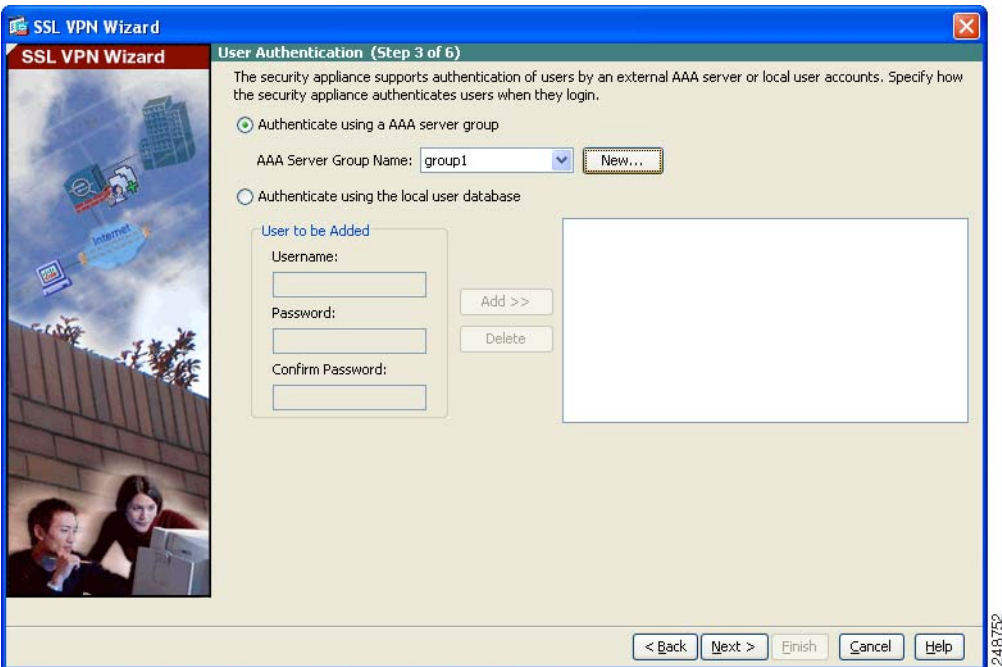 SSL VPN Wizard
SSL VPN Wizard
User Authentication (Step 3 of 6)
The security appliance supports authentication of users by an external AAA server or local user accounts. Specify how
the security appliance authenticates users when they login.
Authenticate using a AAA server group
AAA Server Group Name: group1 New...
Authenticate using the local user database
User to be Added
Username:
Password:
Confirm Password:
Add >>
Delete
Internet
< Back Next > Finish Cancel Help
248752